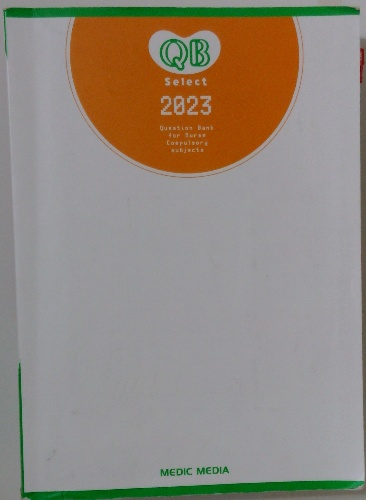 QB
Select
2023
Question Bank
for Nurse
Compulsory
subjects
MEDIC MEDIA